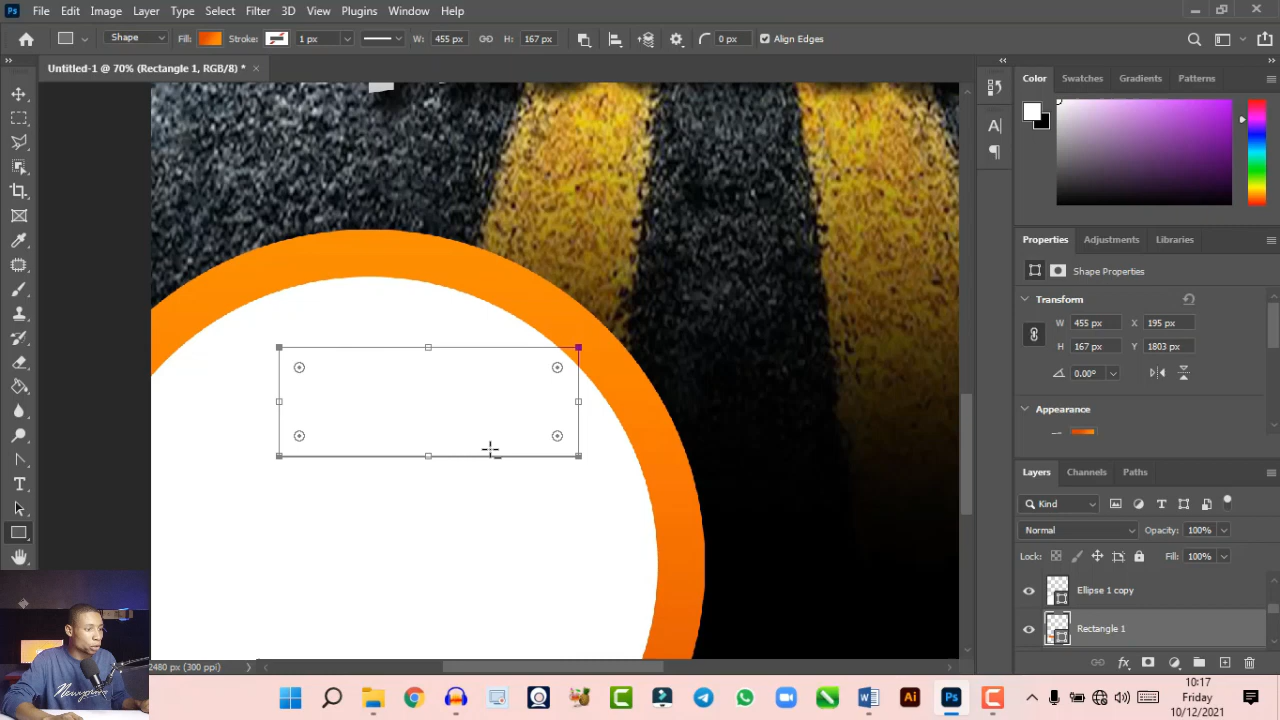 Ps File Edit Image Layer Type Select Filter 3D View Plugins Window Help
Shape Fill: Stroke: 1 px W: 455 px H: 167 px 0 px Align Edges
Untitled-1 @ 70% (Rectangle 1, RGB/8) *
Color Swatches Gradients Patterns
Properties Adjustments Libraries
Shape Properties
Transform
W 455 px X 195 px
H 167 px Y 1803 px
0.00°
Appearance
Layers Channels Paths
Kind
Normal Opacity: 100%
Lock: Fill: 100%
Ellipse 1 copy
Rectangle 1
2480 px (300 ppi)
10:17
Friday
10/12/2021